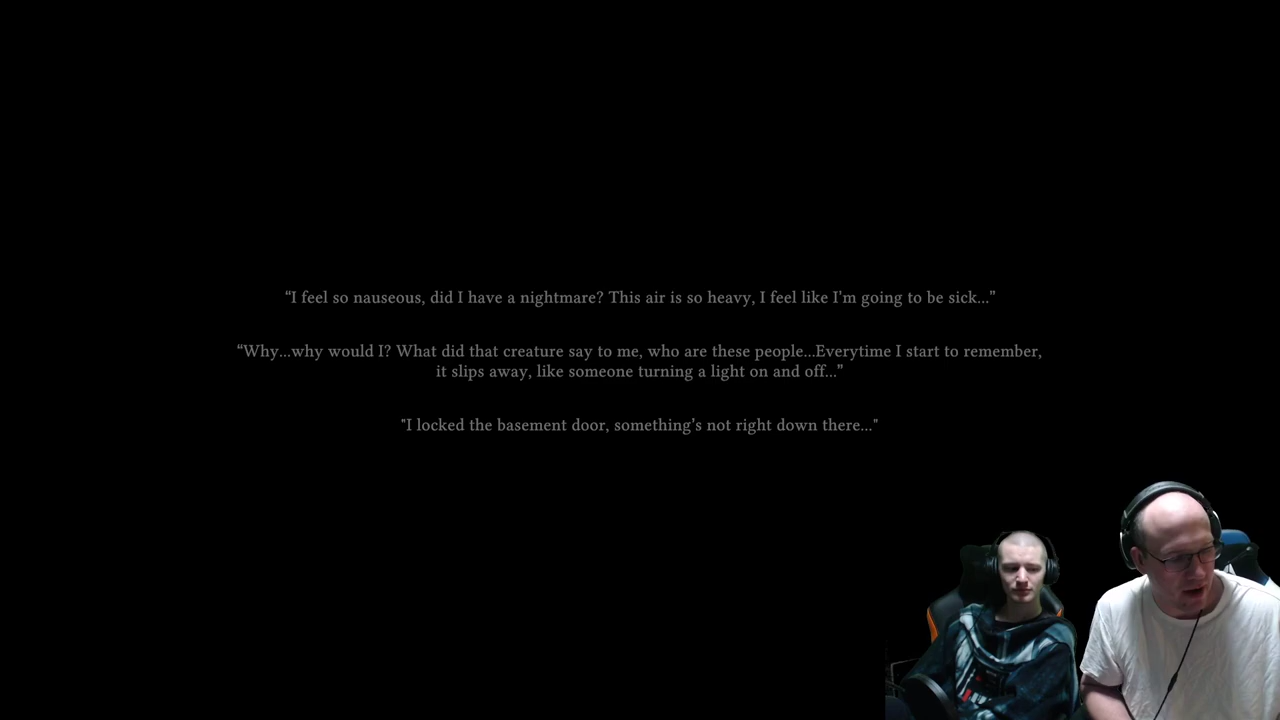 “I feel so nauseous, did I have a nightmare? This air is so heavy, I feel like I'm going to be sick..."
“Why...why would I? What did that creature say to me, who are these people...Everytime I start to remember,
it slips away, like someone turning a light on and off...”
"I locked the basement door, something's not right down there..."